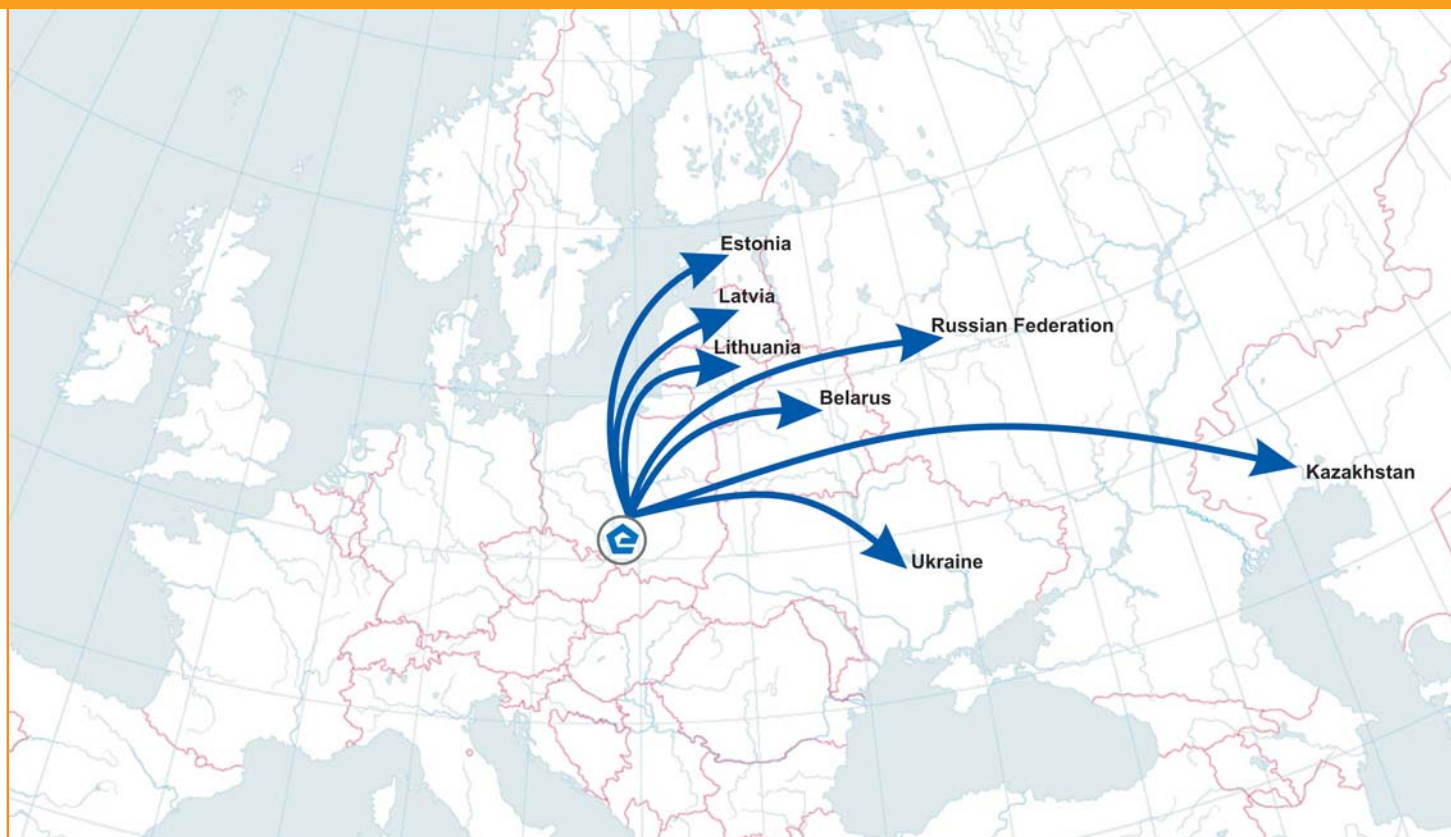 Estonia
Latvia
Russian Federation
Lithuania
Belarus
Kazakhstan
Ukraine